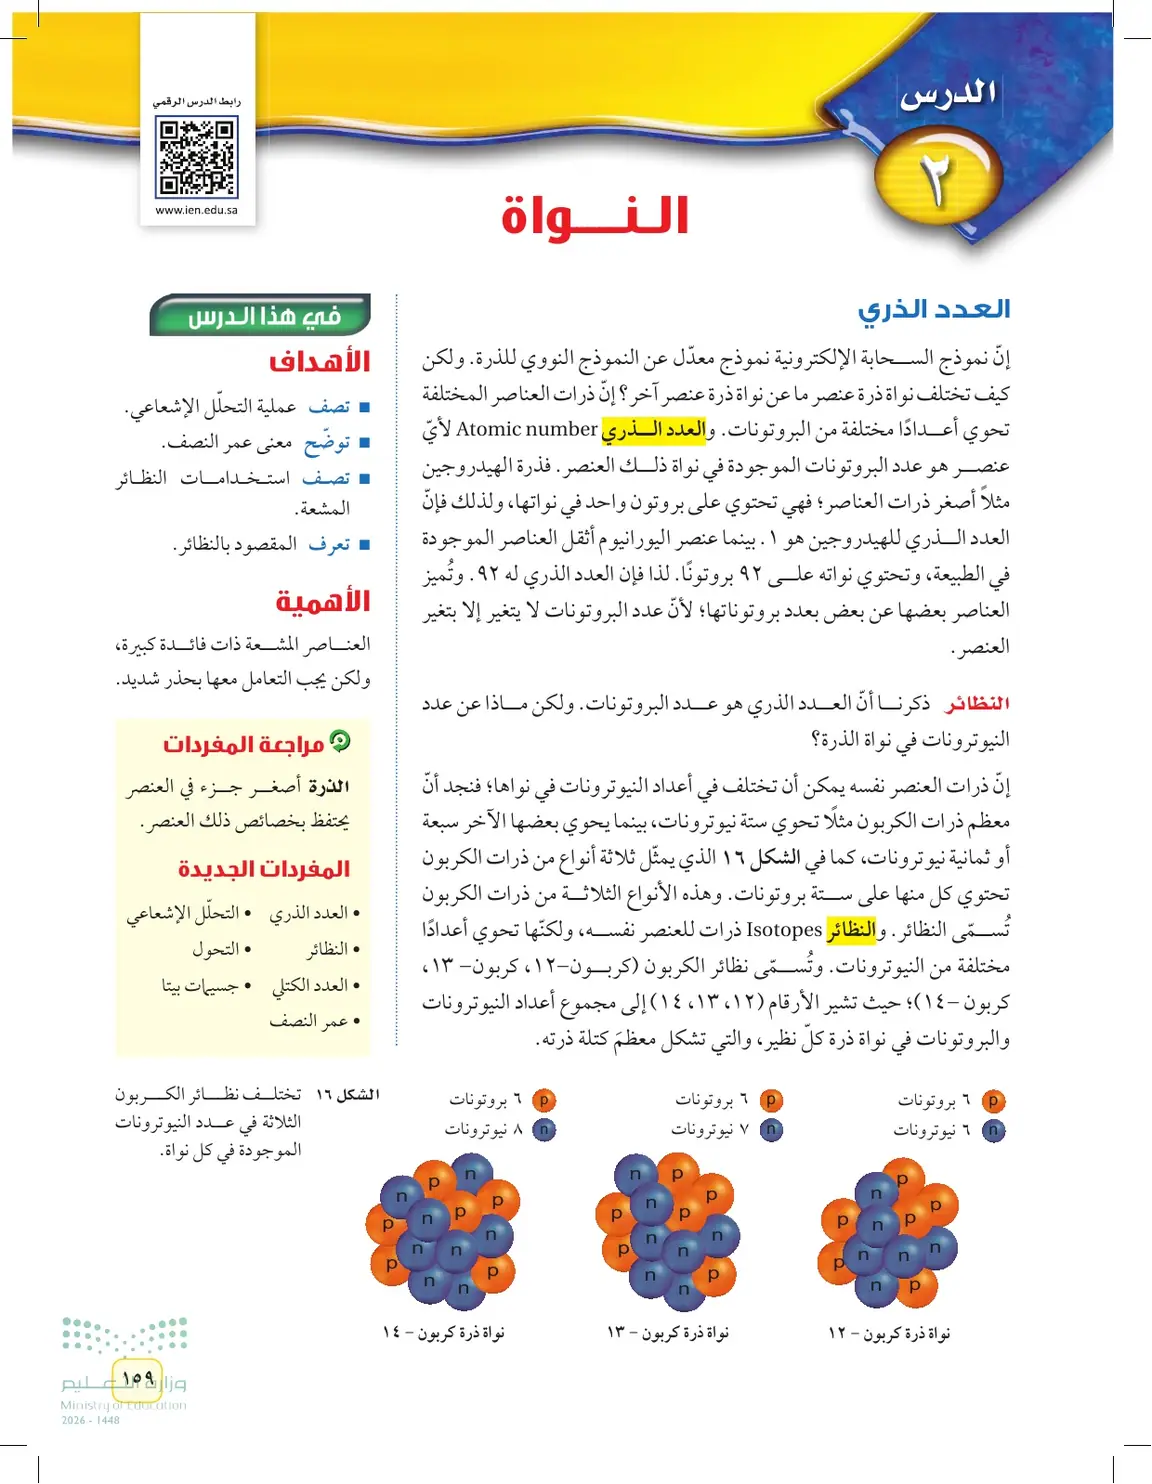 الدرس
٢
رابط الدرس الرقمي
www.ien.edu.sa
النواة
العدد الذري
إنّ نموذج السحابة الإلكترونية نموذج معدّل عن النموذج النووي للذرة. ولكن
كيف تختلف نواة ذرة عنصر ما عن نواة ذرة عنصر آخر؟ إنّ ذرات العناصر المختلفة
تحوي أعدادًا مختلفة من البروتونات. والعدد الذري Atomic number لأيّ
عنصر هو عدد البروتونات الموجودة في نواة ذلك العنصر. فذرة الهيدروجين
مثلاً أصغر ذرات العناصر؛ فهي تحتوي على بروتون واحد في نواتها، ولذلك فإنّ
العدد الذري للهيدروجين هو ١. بينما عنصر اليورانيوم أثقل العناصر الموجودة
في الطبيعة، وتحتوي نواته على ٩٢ بروتونًا. لذا فإن العدد الذري له ٩٢. وتُميز
العناصر بعضها عن بعض بعدد بروتوناتها؛ لأنّ عدد البروتونات لا يتغير إلا بتغير
العنصر.
النظائر ذكرنا أنّ العدد الذري هو عدد البروتونات. ولكن ماذا عن عدد
النيوترونات في نواة الذرة؟
إنّ ذرات العنصر نفسه يمكن أن تختلف في أعداد النيوترونات في نواها؛ فنجد أنّ
معظم ذرات الكربون مثلًا تحوي ستة نيوترونات، بينما يحوي بعضها الآخر سبعة
أو ثمانية نيوترونات، كما في الشكل ١٦ الذي يمثّل ثلاثة أنواع من ذرات الكربون
تحتوي كل منها على ستة بروتونات. وهذه الأنواع الثلاثة من ذرات الكربون
تُسمّى النظائر. والنظائر Isotopes ذرات للعنصر نفسه، ولكنّها تحوي أعدادًا
مختلفة من النيوترونات. وتُسمّى نظائر الكربون (كربون–١٢، كربون– ١٣،
كربون –١٤)؛ حيث تشير الأرقام (١٢، ١٣، ١٤) إلى مجموع أعداد النيوترونات
والبروتونات في نواة ذرة كلّ نظير، والتي تشكل معظمَ كتلة ذرته.
في هذا الدرس
الأهداف
■ تصف عملية التحلّل الإشعاعي.
■ توضّح معنى عمر النصف.
■ تصف استخدامات النظائر
المشعة.
■ تعرف المقصود بالنظائر.
الأهمية
العناصر المشعة ذات فائدة كبيرة،
ولكن يجب التعامل معها بحذر شديد.
مراجعة المفردات
الذرة أصغر جزء في العنصر
يحتفظ بخصائص ذلك العنصر.
المفردات الجديدة
• العدد الذري • التحلّل الإشعاعي
• النظائر • التحول
• العدد الكتلي • جسيمات بيتا
• عمر النصف
p ٦ بروتونات
n ٦ نيوترونات
p ٦ بروتونات
n ٧ نيوترونات
p ٦ بروتونات
n ٨ نيوترونات
الشكل ١٦ تختلف نظائر الكربون
الثلاثة في عدد النيوترونات
الموجودة في كل نواة.
p n p p p n n n n p n p
n p p n p p n n p n n p n
n p n p p n p n n n p n p n
نواة ذرة كربون – ١٢
نواة ذرة كربون – ١٣
نواة ذرة كربون – ١٤
وزارة التعليم
١٥٩
Ministry of Education
2026 - 1448